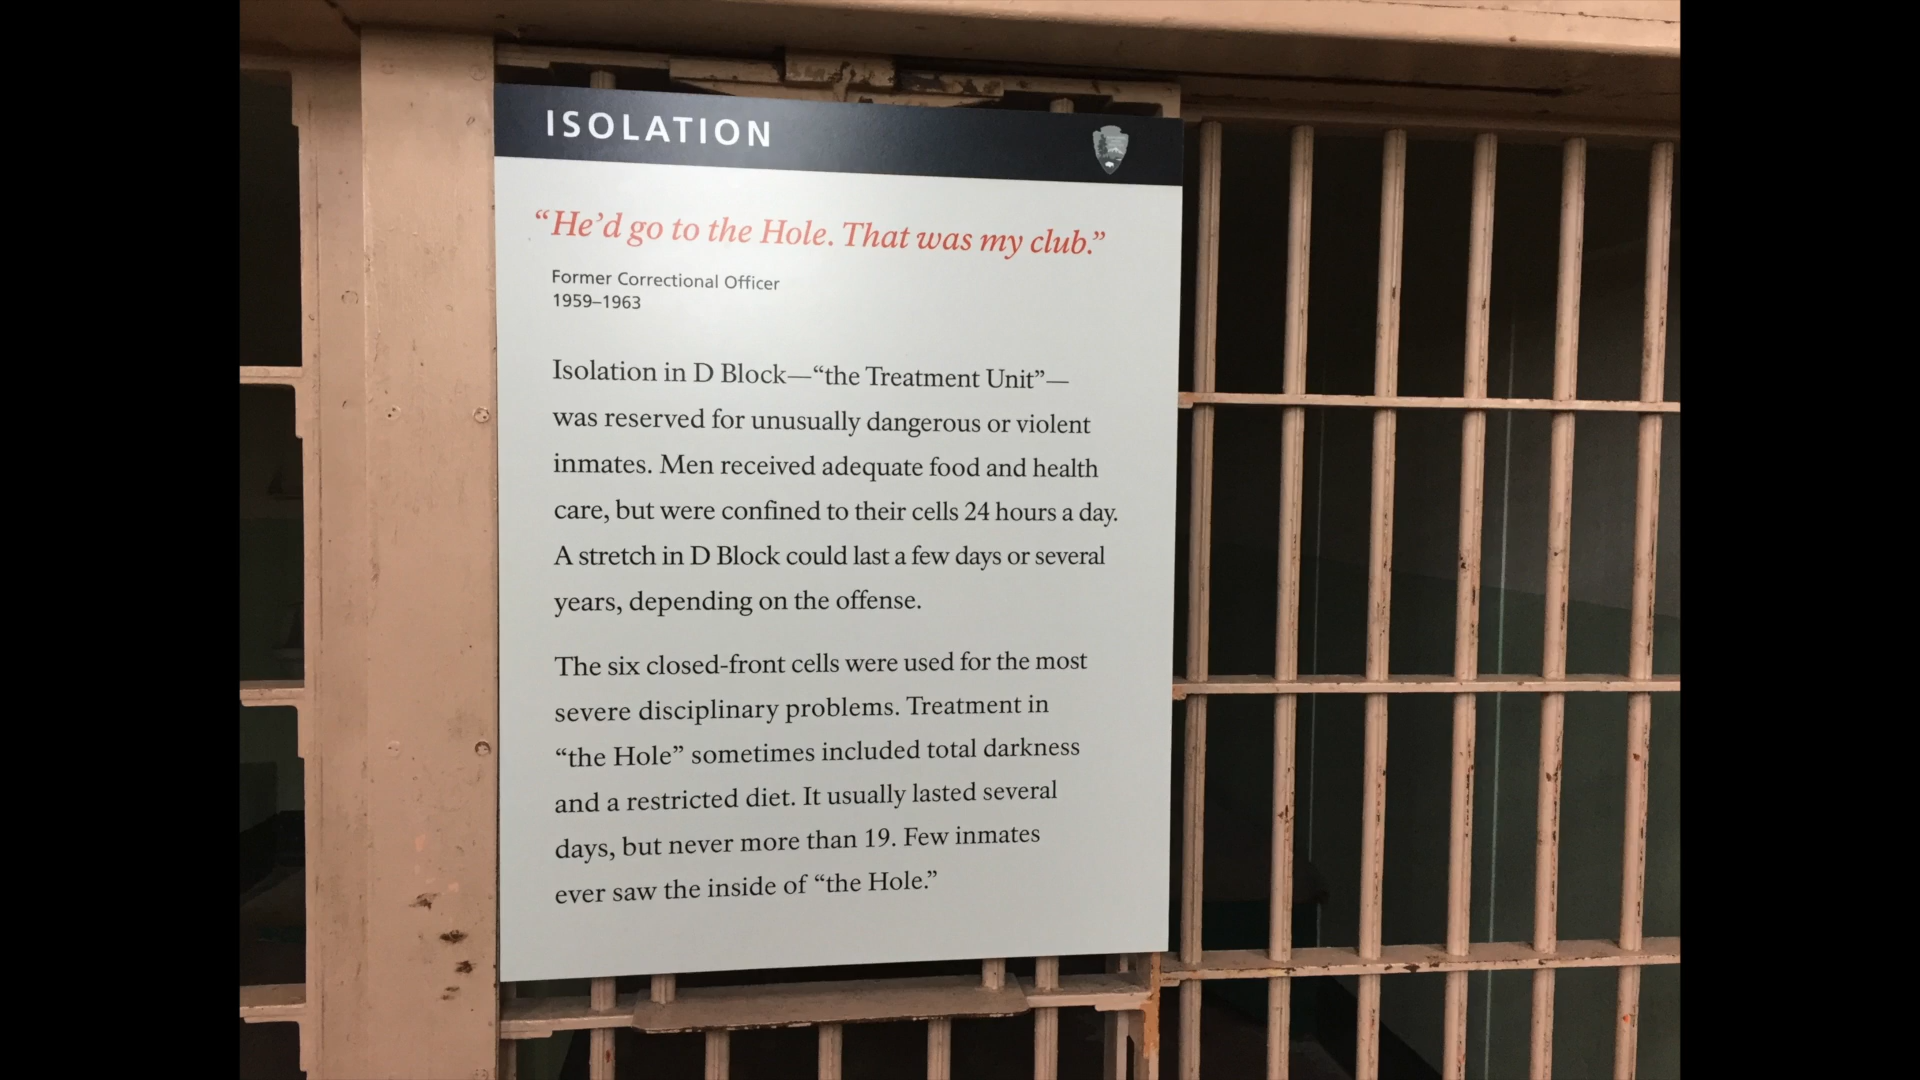 ISOLATION
“He’d go to the Hole. That was my club.”
Former Correctional Officer
1959–1963
Isolation in D Block—“the Treatment Unit”—
was reserved for unusually dangerous or violent
inmates. Men received adequate food and health
care, but were confined to their cells 24 hours a day.
A stretch in D Block could last a few days or several
years, depending on the offense.
The six closed-front cells were used for the most
severe disciplinary problems. Treatment in
“the Hole” sometimes included total darkness
and a restricted diet. It usually lasted several
days, but never more than 19. Few inmates
ever saw the inside of “the Hole.”